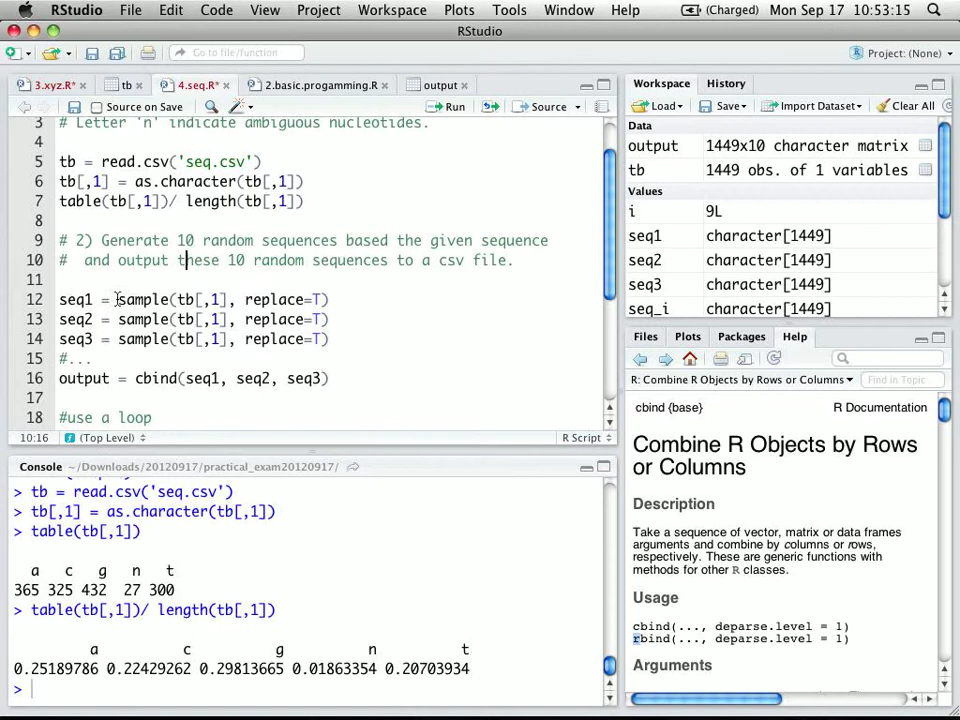 RStudio File Edit Code View Project Workspace Plots Tools Window Help (Charged) Mon Sep 17 10:53:15
RStudio
Go to file/function
Project: (None)
3.xyz.R* tb 4.seq.R* 2.basic.progamming.R output
Source on Save Run Source
3 # Letter 'n' indicate ambiguous nucleotides.
4
5 tb = read.csv('seq.csv')
6 tb[,1] = as.character(tb[,1])
7 table(tb[,1])/ length(tb[,1])
8
9 # 2) Generate 10 random sequences based the given sequence
10 #  and output these 10 random sequences to a csv file.
11
12 seq1 = sample(tb[,1], replace=T)
13 seq2 = sample(tb[,1], replace=T)
14 seq3 = sample(tb[,1], replace=T)
15 #...
16 output = cbind(seq1, seq2, seq3)
17
18 #use a loop
10:16 (Top Level) R Script
Console ~/Downloads/20120917/practical_exam20120917/
> tb = read.csv('seq.csv')
> tb[,1] = as.character(tb[,1])
> table(tb[,1])
a c g n t
365 325 432 27 300
> table(tb[,1])/ length(tb[,1])
a c g n t
0.25189786 0.22429262 0.29813665 0.01863354 0.20703934
>
Workspace History
Load Save Import Dataset Clear All
Data
output 1449x10 character matrix
tb 1449 obs. of 1 variables
Values
i 9L
seq1 character[1449]
seq2 character[1449]
seq3 character[1449]
seq_i character[1449]
Files Plots Packages Help
R: Combine R Objects by Rows or Columns Find in Topic
cbind {base} R Documentation
Combine R Objects by Rows
or Columns
Description
Take a sequence of vector, matrix or data frames
arguments and combine by columns or rows,
respectively. These are generic functions with
methods for other R classes.
Usage
cbind(..., deparse.level = 1)
rbind(..., deparse.level = 1)
Arguments